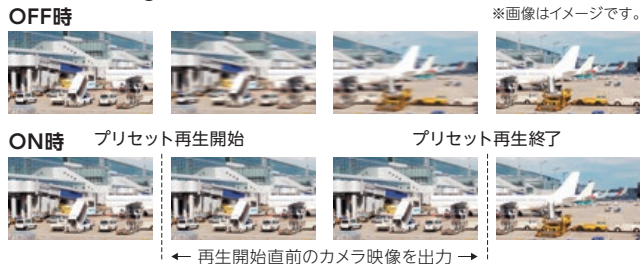 OFF時
※画像はイメージです。
ON時
プリセット再生開始
プリセット再生終了
← 再生開始直前のカメラ映像を出力 →